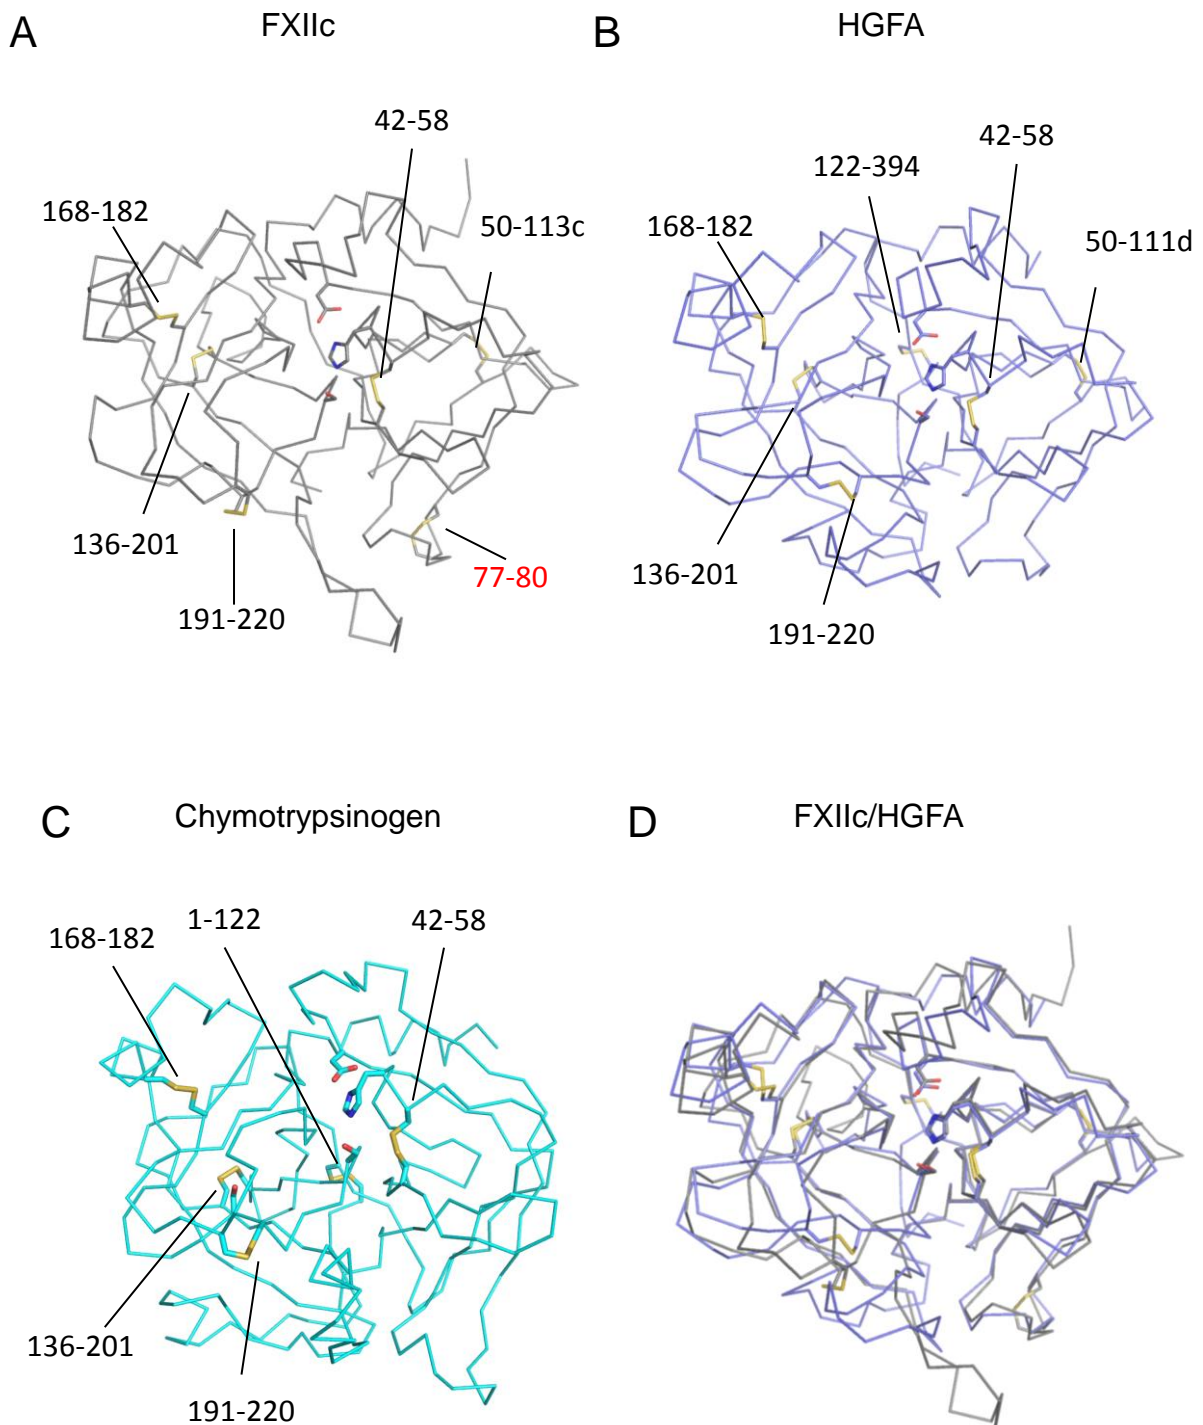 A
FXIIc
42-58
168-182
50-113c
136-201
191-220
77-80
B
HGFA
42-58
122-394
168-182
50-111d
136-201
191-220
C
Chymotrypsinogen
168-182
1-122
42-58
136-201
191-220
D
FXIIc/HGFA